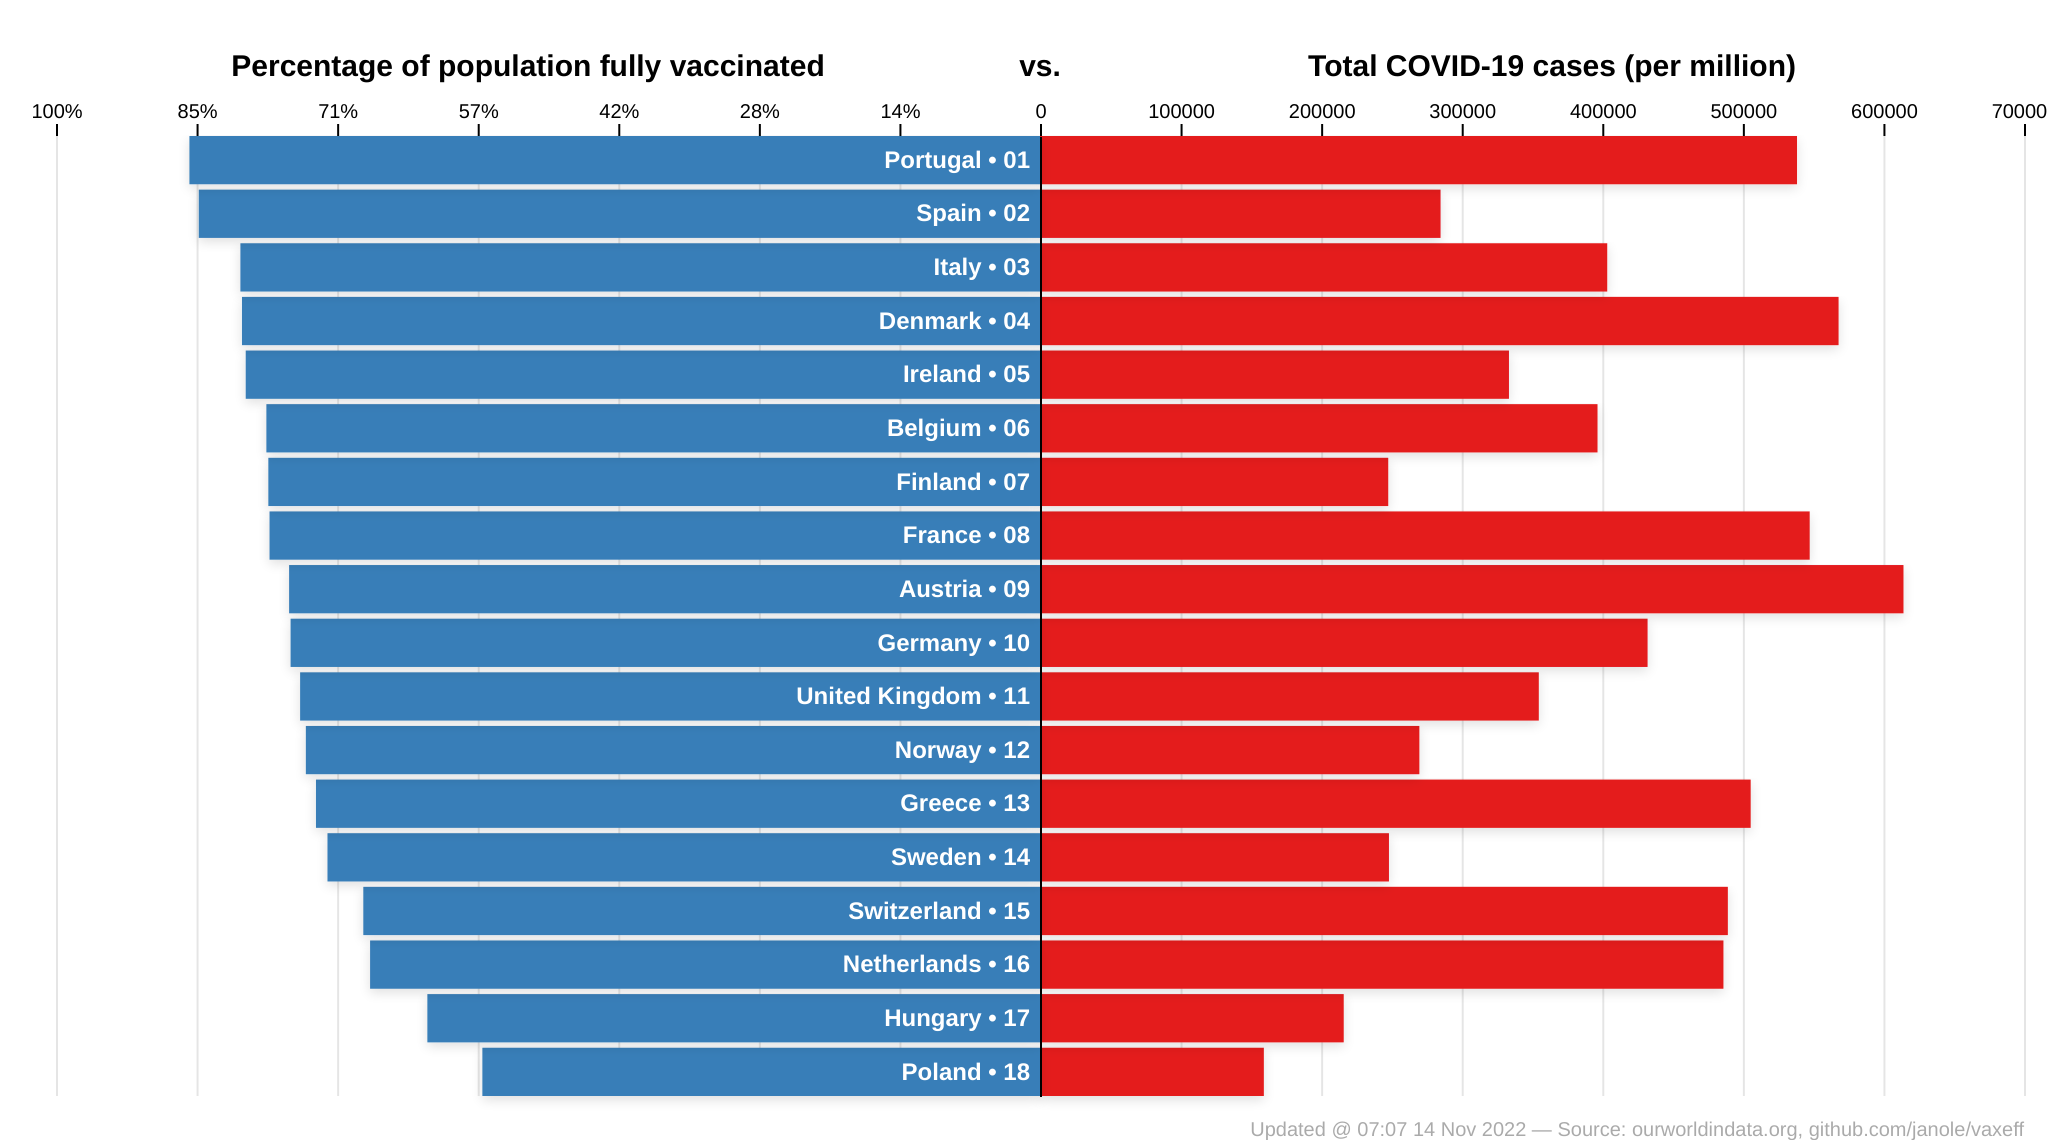 Percentage of population fully vaccinated vs. Total COVID-19 cases (per million)
100% 85% 71% 57% 42% 28% 14% 0 100000 200000 300000 400000 500000 600000 70000
Portugal • 01
Spain • 02
Italy • 03
Denmark • 04
Ireland • 05
Belgium • 06
Finland • 07
France • 08
Austria • 09
Germany • 10
United Kingdom • 11
Norway • 12
Greece • 13
Sweden • 14
Switzerland • 15
Netherlands • 16
Hungary • 17
Poland • 18
Updated @ 07:07 14 Nov 2022 — Source: ourworldindata.org, github.com/janole/vaxeff